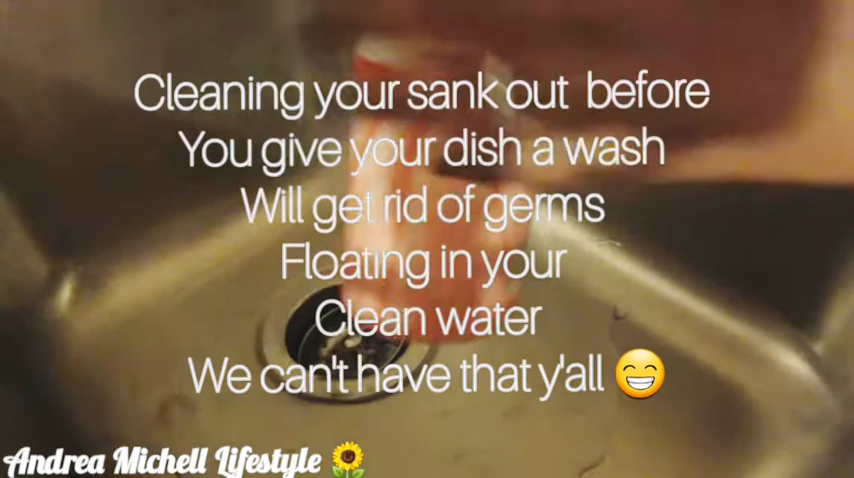 Cleaning your sank out before
You give your dish a wash
Will get rid of germs
Floating in your
Clean water
We can't have that y'all 😁
Andrea Michell Lifestyle 🌻